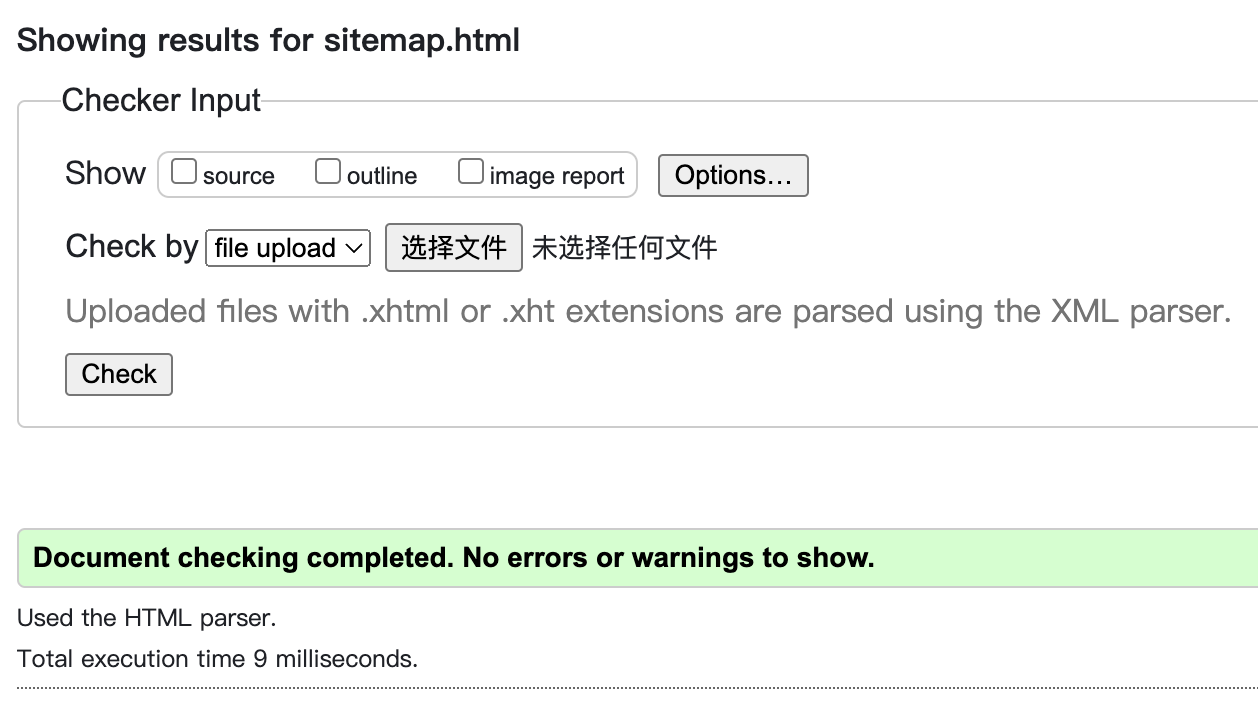 Showing results for sitemap.html
Checker Input
Show source outline image report Options…
Check by file upload 选择文件 未选择任何文件
Uploaded files with .xhtml or .xht extensions are parsed using the XML parser.
Check
Document checking completed. No errors or warnings to show.
Used the HTML parser.
Total execution time 9 milliseconds.